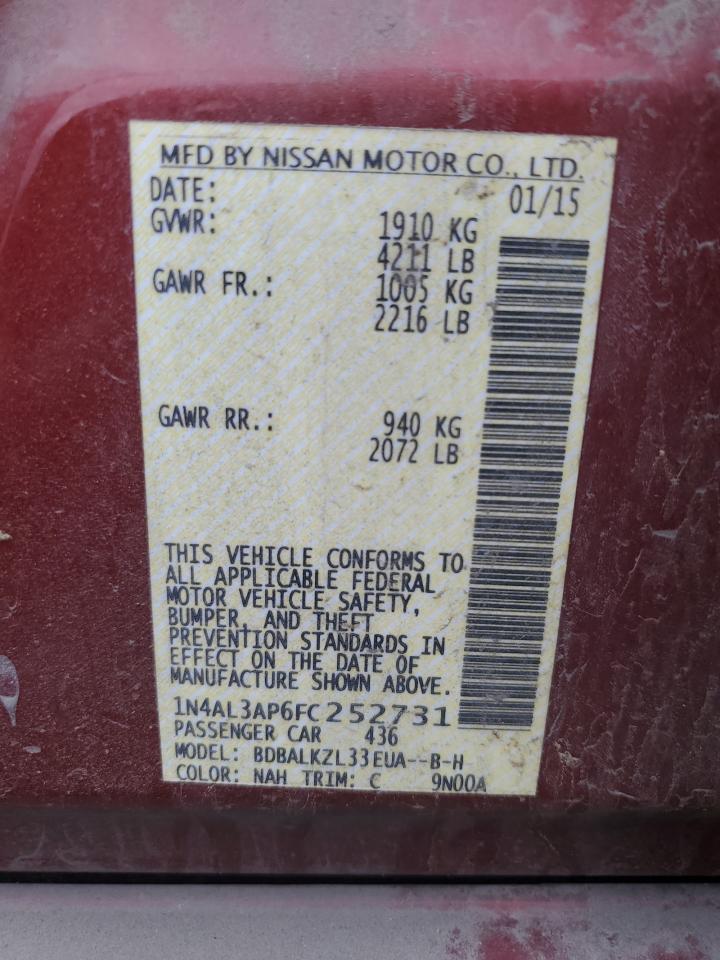 MFD BY NISSAN MOTOR CO., LTD.
DATE: 01/15
GVWR: 1910 KG
4211 LB
GAWR FR.: 1005 KG
2216 LB
GAWR RR.: 940 KG
2072 LB
THIS VEHICLE CONFORMS TO
ALL APPLICABLE FEDERAL
MOTOR VEHICLE SAFETY,
BUMPER, AND THEFT
PREVENTION STANDARDS IN
EFFECT ON THE DATE OF
MANUFACTURE SHOWN ABOVE.
1N4AL3AP6FC252731
PASSENGER CAR 436
MODEL: BDBALKZL33EUA--B-H
COLOR: NAH TRIM: C 9N00A